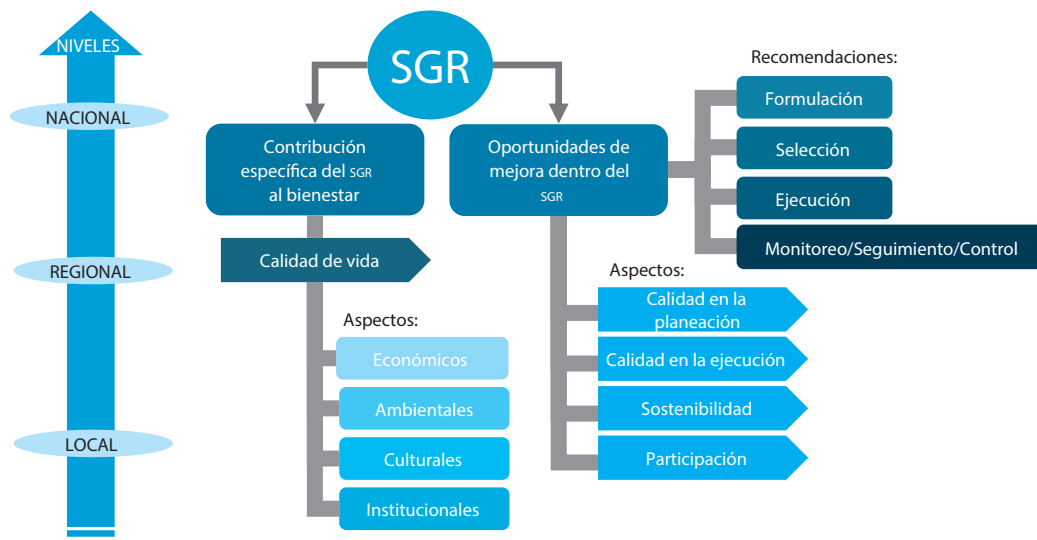 NIVELES
NACIONAL
REGIONAL
LOCAL
SGR
Contribución
específica del SGR
al bienestar
Calidad de vida
Aspectos:
Económicos
Ambientales
Culturales
Institucionales
Oportunidades de
mejora dentro del
SGR
Aspectos:
Calidad en la
planeación
Calidad en la ejecución
Sostenibilidad
Participación
Recomendaciones:
Formulación
Selección
Ejecución
Monitoreo/Seguimiento/Control